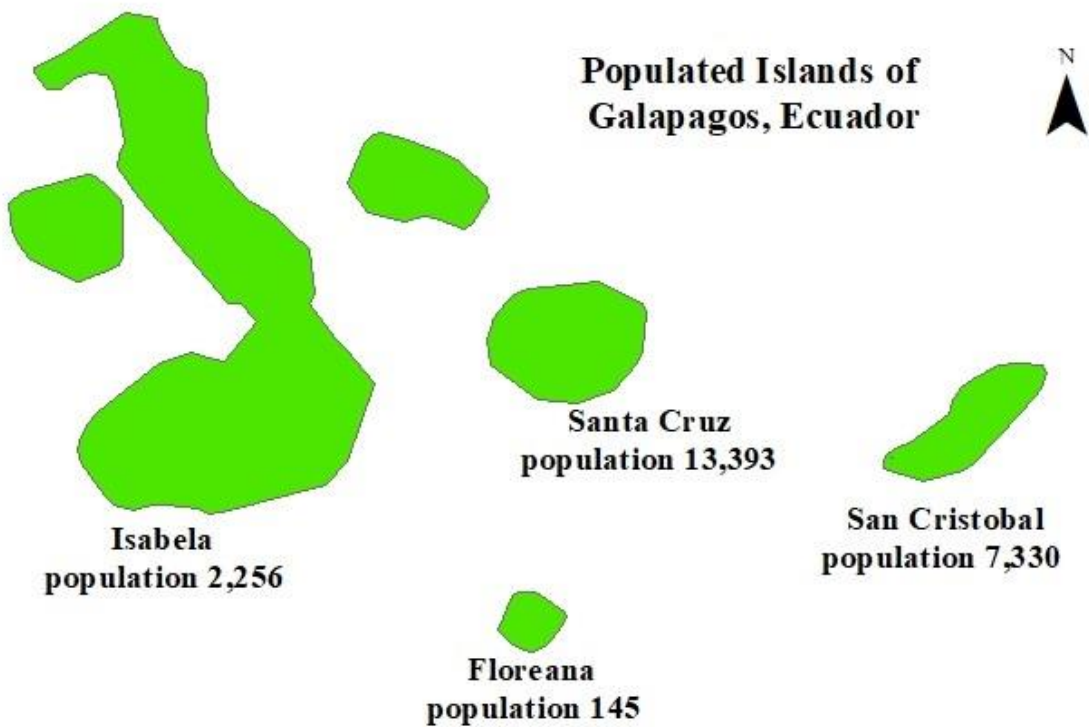 Populated Islands of
Galapagos, Ecuador
N
Santa Cruz
population 13,393
San Cristobal
population 7,330
Isabela
population 2,256
Floreana
population 145